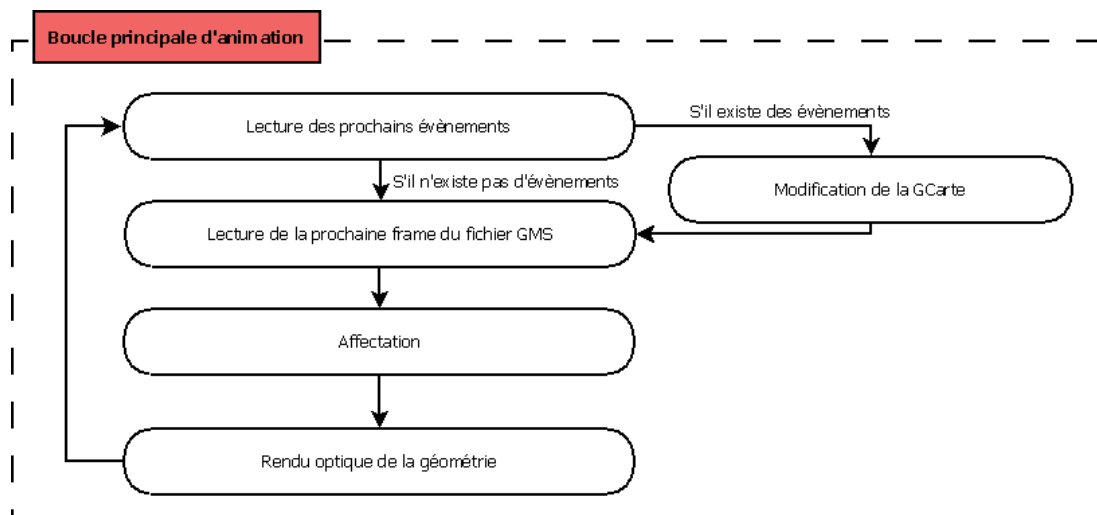 Boucle principale d'animation
Lecture des prochains évènements
S'il existe des évènements
S'il n'existe pas d'évènements
Modification de la GCarte
Lecture de la prochaine frame du fichier GMS
Affectation
Rendu optique de la géométrie